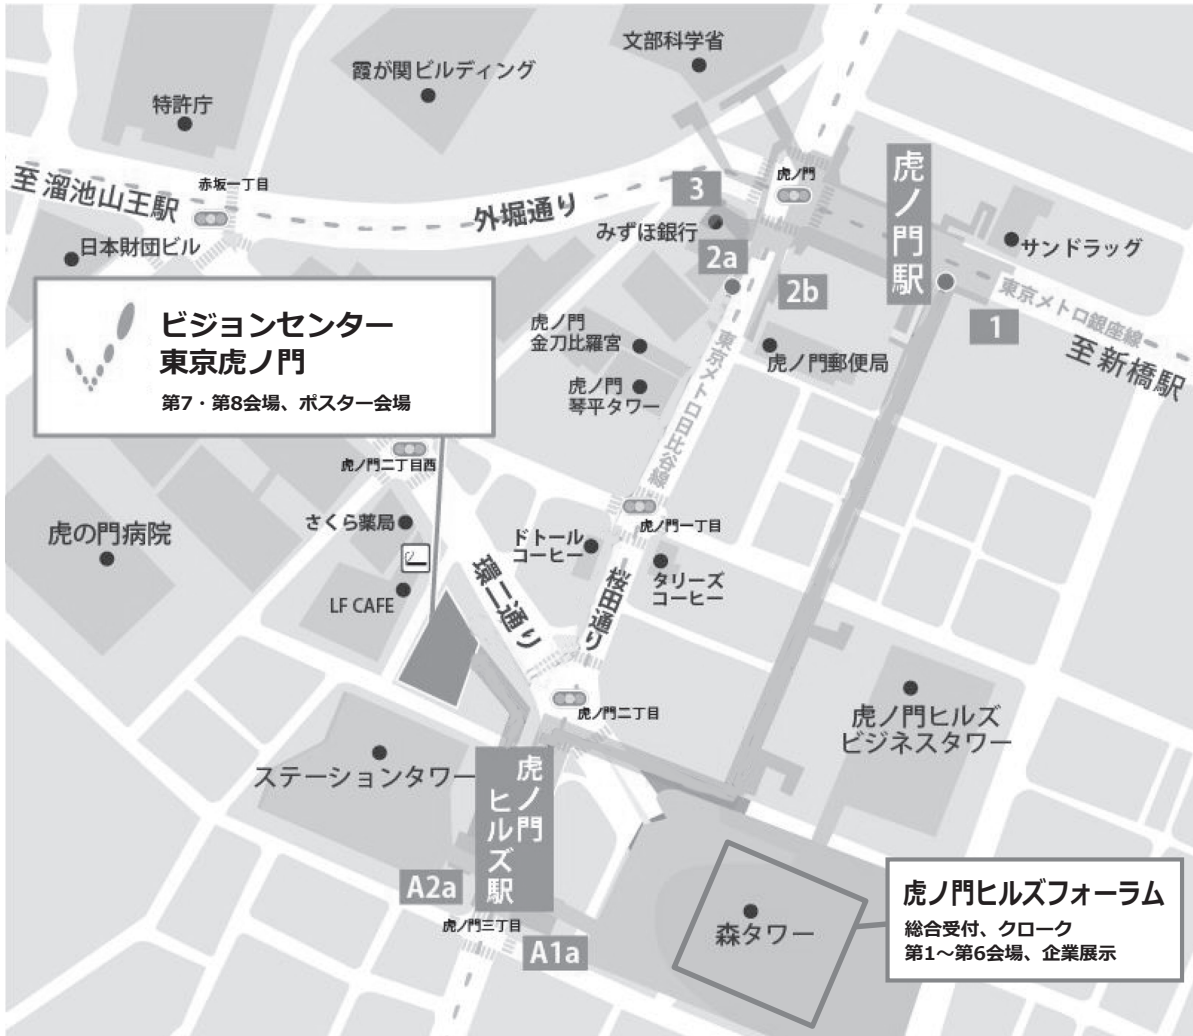 文部科学省
霞が関ビルディング
特許庁
至溜池山王駅
赤坂一丁目
外堀通り
日本財団ビル
3
虎ノ門
みずほ銀行
2a
2b
虎ノ門駅
サンドラッグ
東京メトロ銀座線
1
至新橋駅
ビジョンセンター
東京虎ノ門
第7・第8会場、ポスター会場
虎ノ門
金刀比羅宮
虎ノ門
琴平タワー
虎ノ門郵便局
東京メトロ日比谷線
虎ノ門二丁目西
虎の門病院
さくら薬局
LF CAFE
ドトール
コーヒー
虎ノ門一丁目
タリーズ
コーヒー
環二通り
桜田通り
虎ノ門二丁目
虎ノ門ヒルズ
ビジネスタワー
ステーションタワー
虎ノ門
ヒルズ駅
A2a
虎ノ門三丁目
A1a
森タワー
虎ノ門ヒルズフォーラム
総合受付、クローク
第1～第6会場、企業展示